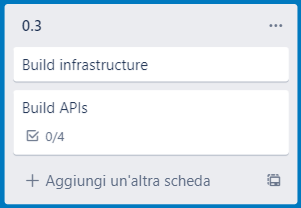 0.3
Build infrastructure
Build APIs
0/4
Aggiungi un'altra scheda